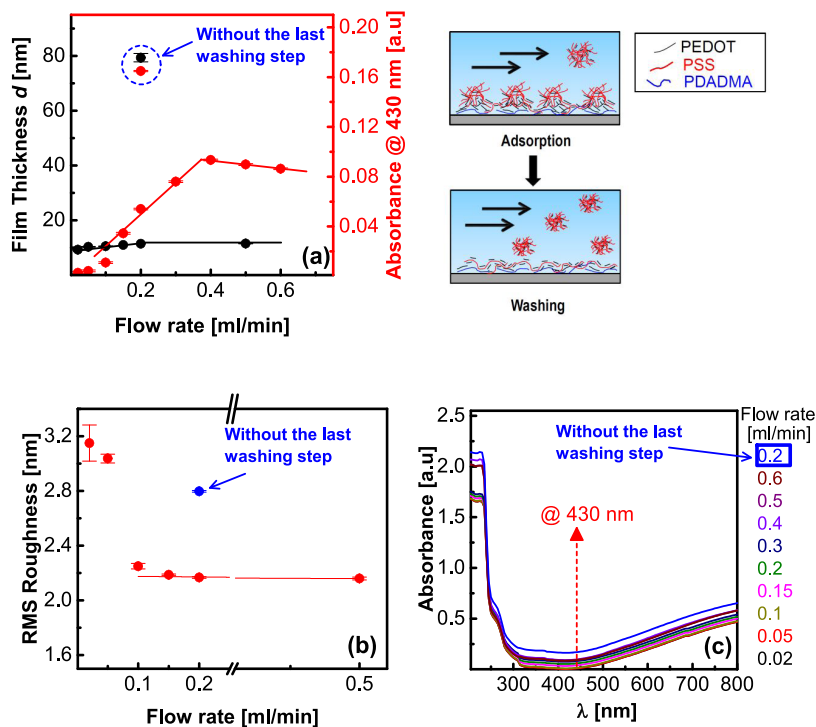 Without the last
washing step
Film Thickness d [nm]
80
60
40
20
0.20
0.16
0.12
0.08
0.04
Absorbance @ 430 nm [a.u]
(a)
0.2
0.4
0.6
Flow rate [ml/min]
PEDOT
PSS
PDADMA
Adsorption
Washing
RMS Roughness [nm]
3.2
2.8
2.4
2.0
1.6
Without the last
washing step
(b)
0.1
0.2
0.5
Flow rate [ml/min]
Absorbance [a.u]
2.5
2.0
1.5
1.0
0.5
Without the last
washing step
@ 430 nm
(c)
300
400
500
600
700
800
λ [nm]
Flow rate
[ml/min]
0.2
0.6
0.5
0.4
0.3
0.2
0.15
0.1
0.05
0.02